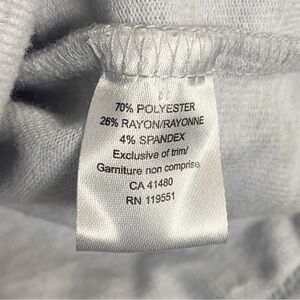 70% POLYESTER
26% RAYON/RAYONNE
4% SPANDEX
Exclusive of trim/
Garniture non comprise
CA 41480
RN 119551